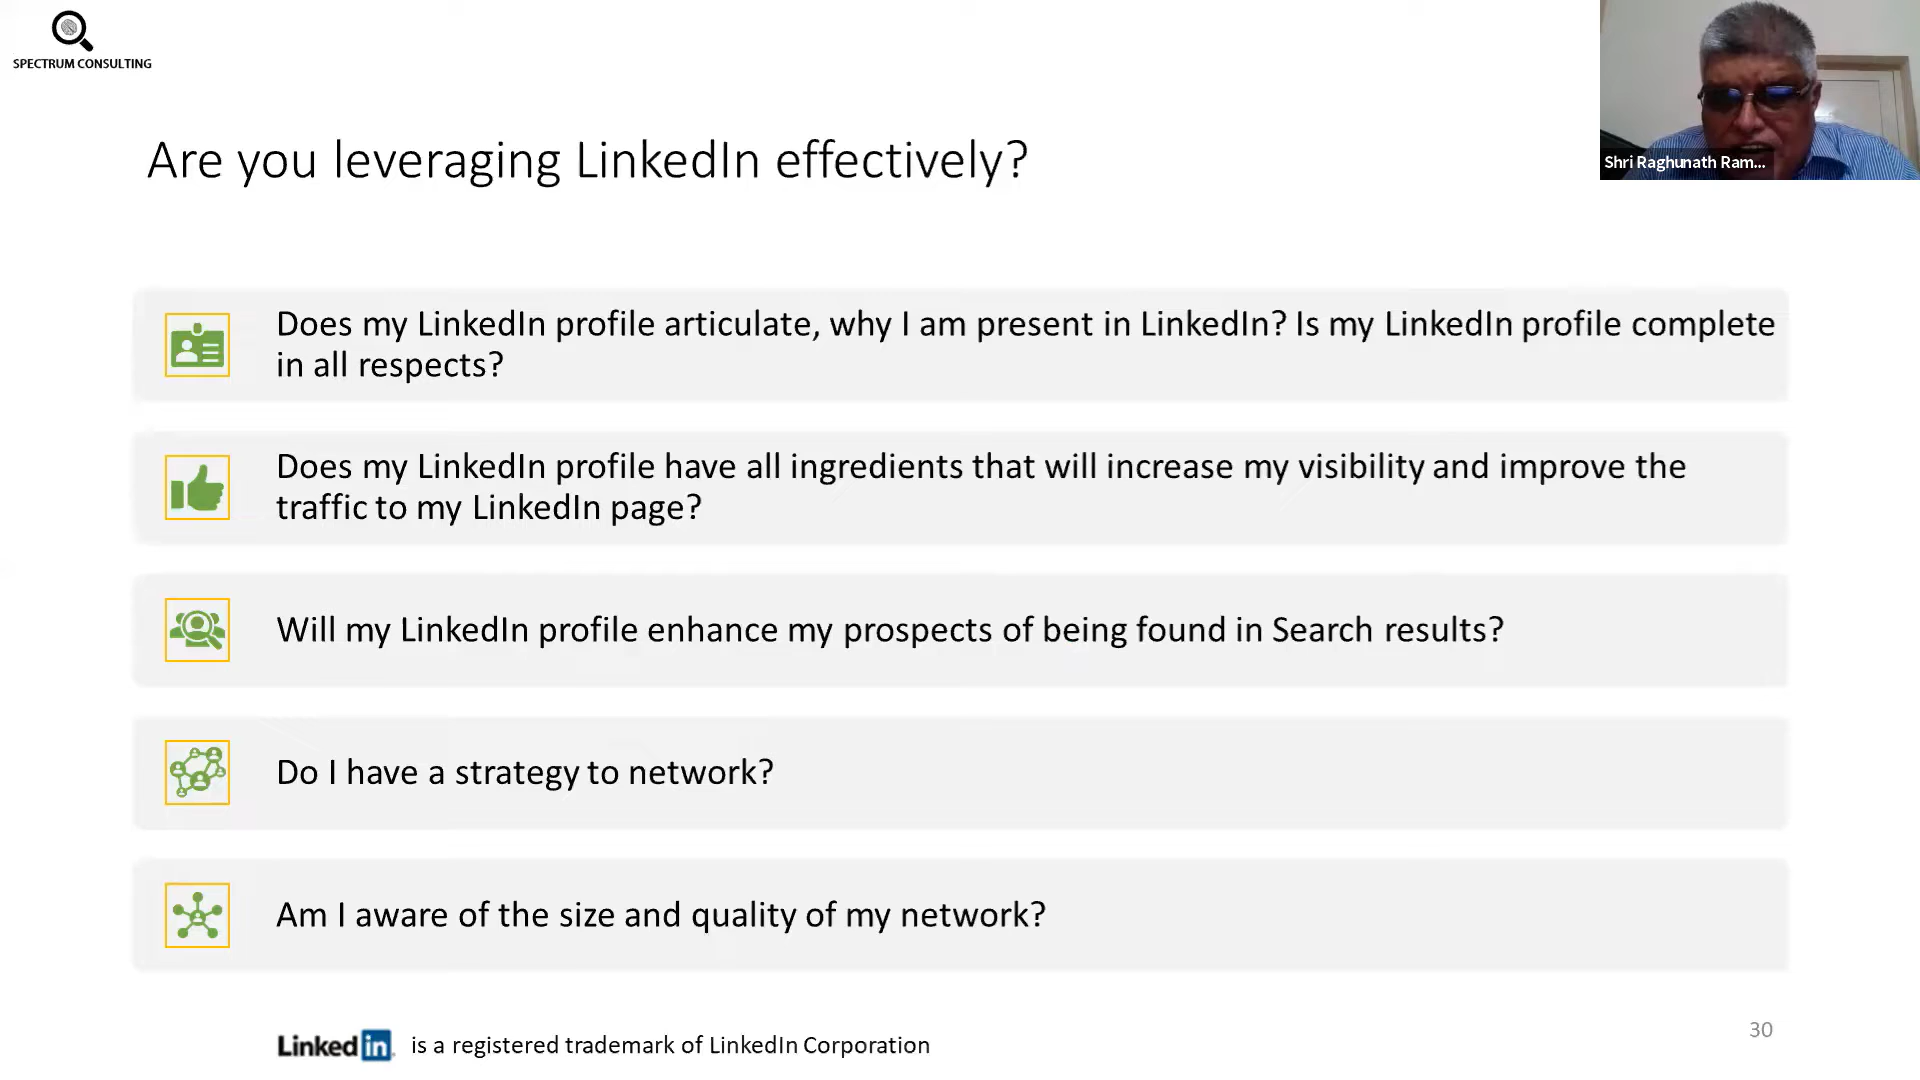 SPECTRUM CONSULTING
Shri Raghunath Ram...
Are you leveraging LinkedIn effectively?
Does my LinkedIn profile articulate, why I am present in LinkedIn? Is my LinkedIn profile complete
in all respects?
Does my LinkedIn profile have all ingredients that will increase my visibility and improve the
traffic to my LinkedIn page?
Will my LinkedIn profile enhance my prospects of being found in Search results?
Do I have a strategy to network?
Am I aware of the size and quality of my network?
Linked in is a registered trademark of LinkedIn Corporation
30